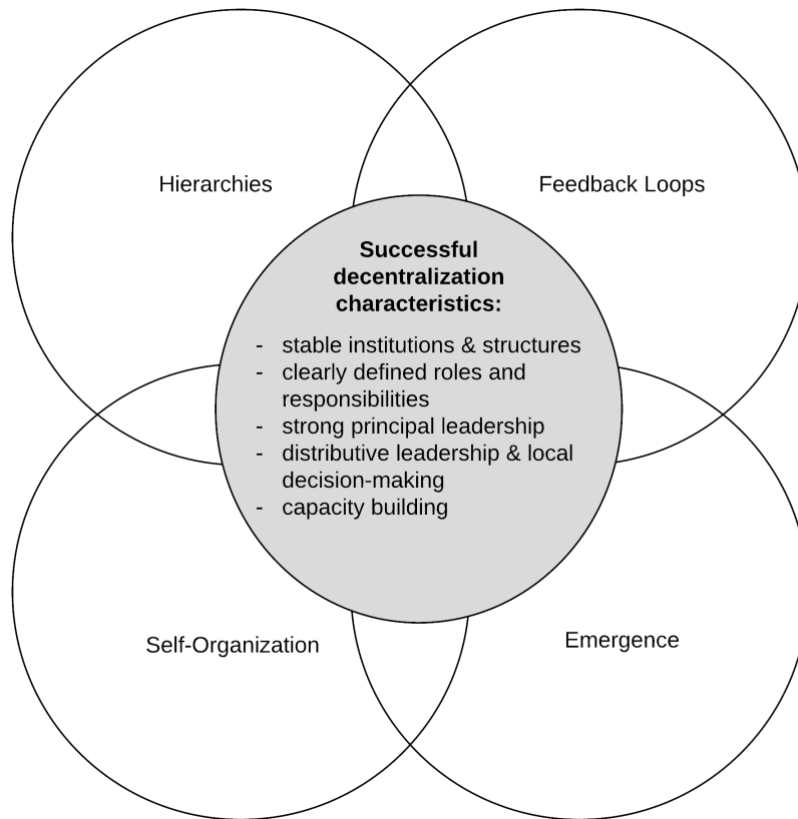 Hierarchies
Feedback Loops
Successful
decentralization
characteristics:
- stable institutions & structures
- clearly defined roles and
responsibilities
- strong principal leadership
- distributive leadership & local
decision-making
- capacity building
Self-Organization
Emergence